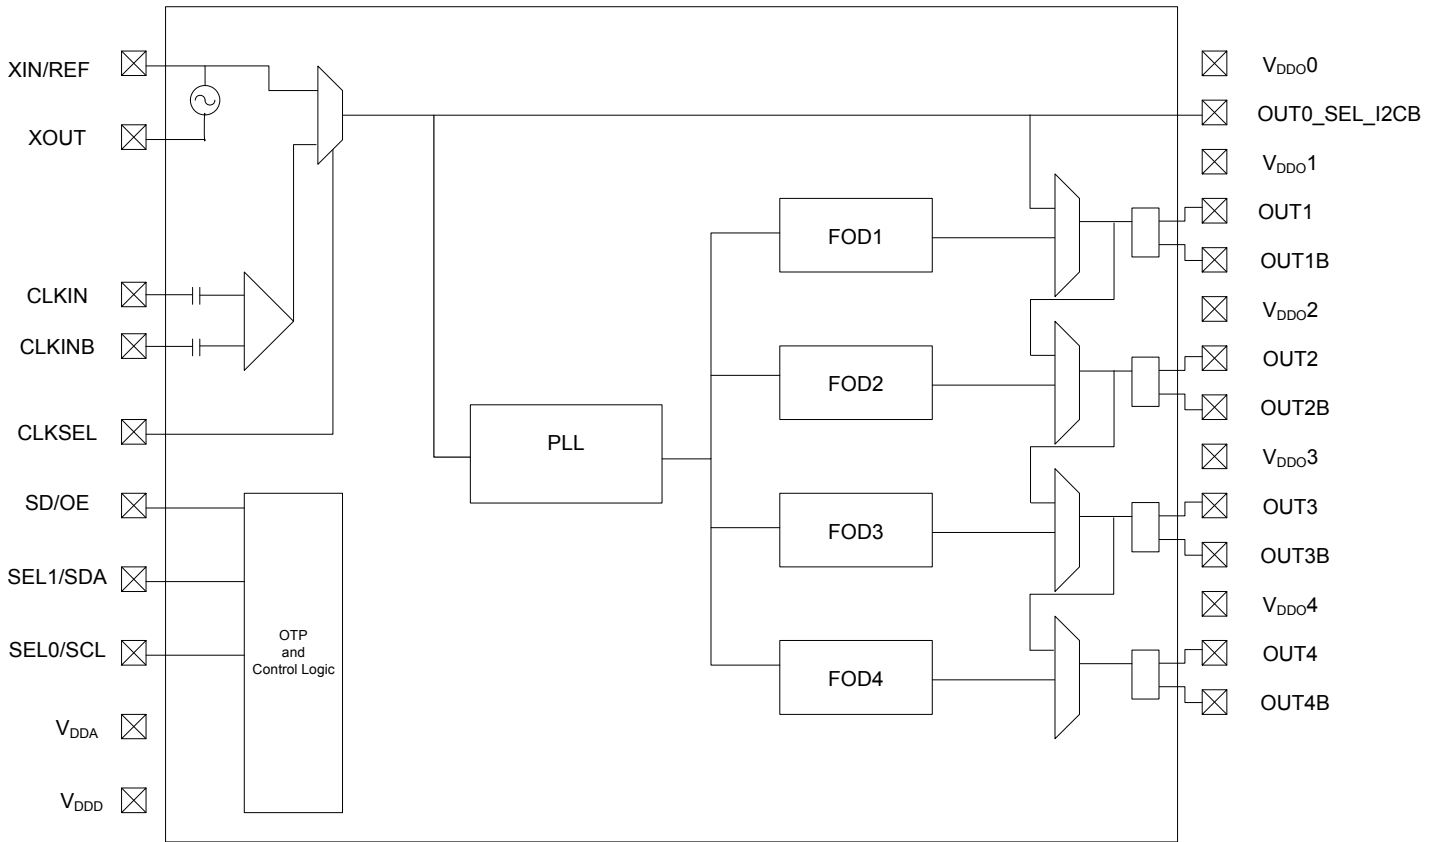 XIN/REF
XOUT
CLKIN
CLKINB
CLKSEL
SD/OE
SEL1/SDA
SEL0/SCL
VDDA
VDDD
OTP
and
Control Logic
PLL
FOD1
FOD2
FOD3
FOD4
VDDO0
OUT0_SEL_I2CB
VDDO1
OUT1
OUT1B
VDDO2
OUT2
OUT2B
VDDO3
OUT3
OUT3B
VDDO4
OUT4
OUT4B